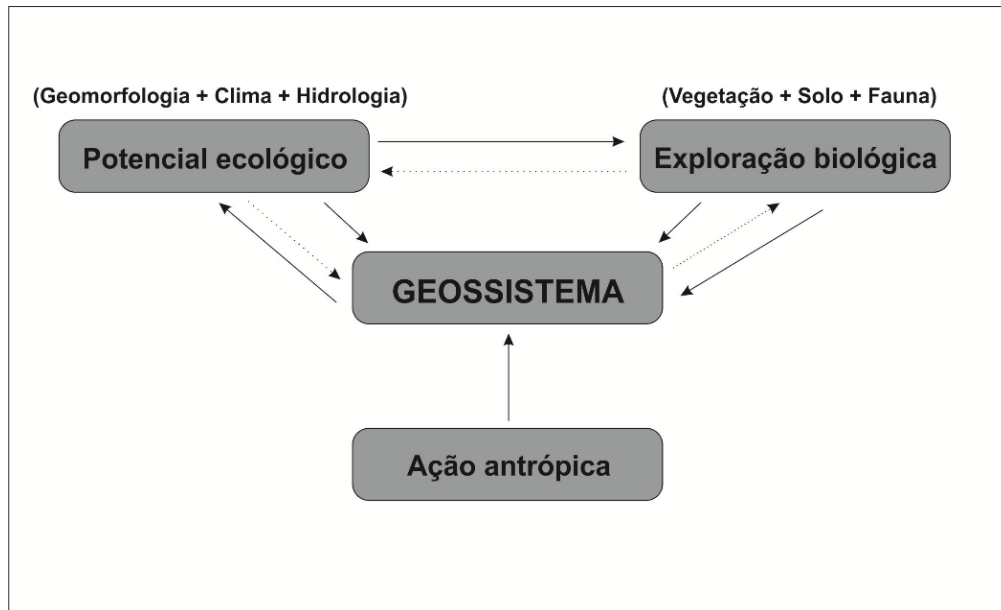 (Geomorfologia + Clima + Hidrologia)
Potencial ecológico
(Vegetação + Solo + Fauna)
Exploração biológica
GEOSSISTEMA
Ação antrópica